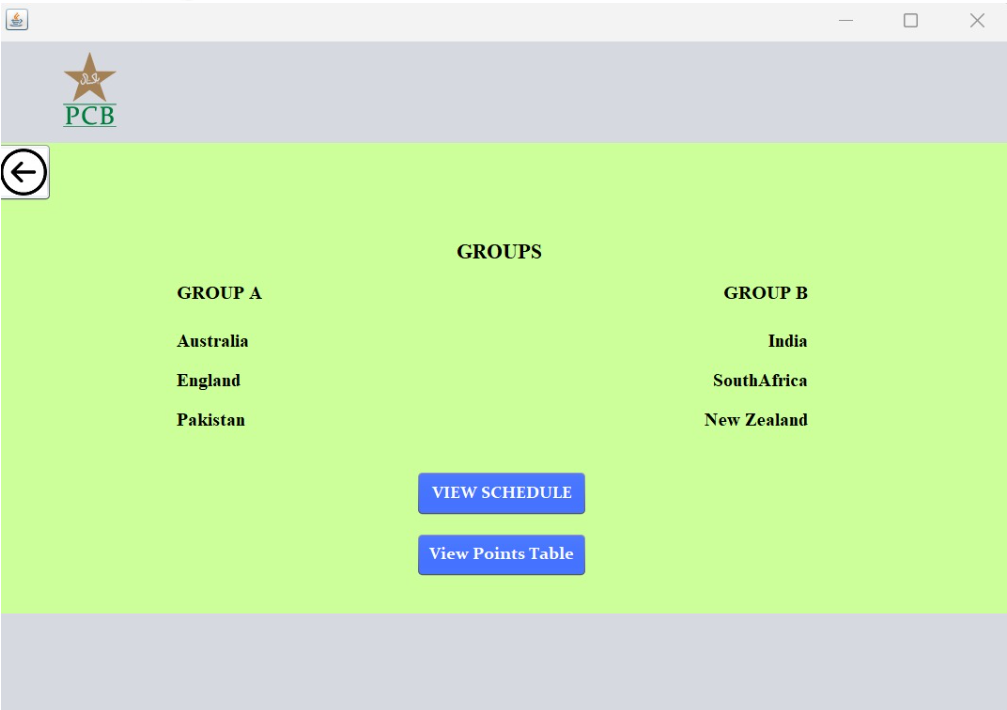 PCB
GROUPS
GROUP A
GROUP B
Australia
India
England
SouthAfrica
Pakistan
New Zealand
VIEW SCHEDULE
View Points Table